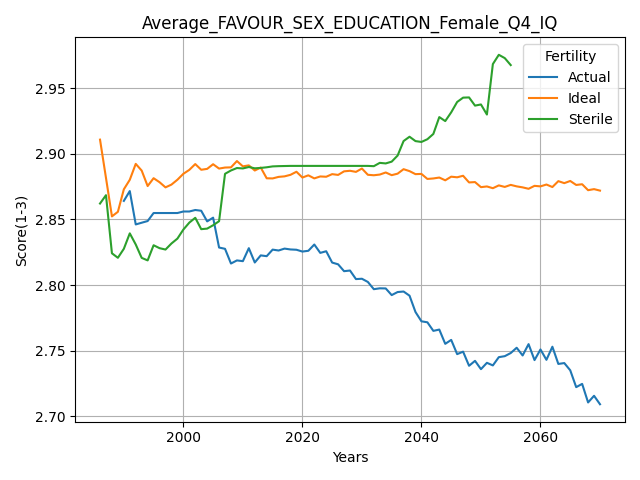 Average_FAVOUR_SEX_EDUCATION_Female_Q4_IQ
Fertility
Actual
Ideal
Sterile
Score(1-3)
2.95
2.90
2.85
2.80
2.75
2.70
2000
2020
2040
2060
Years